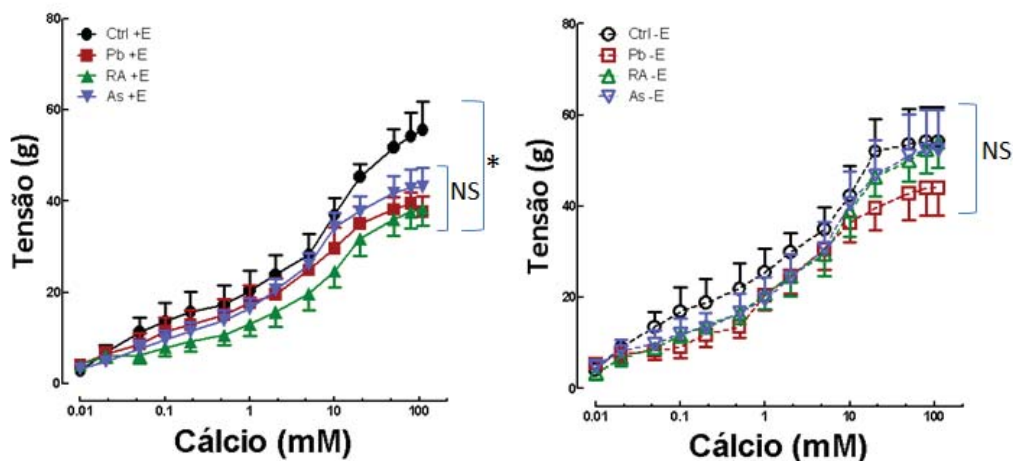 80
60
40
20
0
Tensão (g)
Ctrl +E
Pb +E
RA +E
As +E
NS
*
0.01
0.1
1
10
100
Cálcio (mM)
80
60
40
20
0
Tensão (g)
Ctrl -E
Pb -E
RA -E
As -E
NS
0.01
0.1
1
10
100
Cálcio (mM)